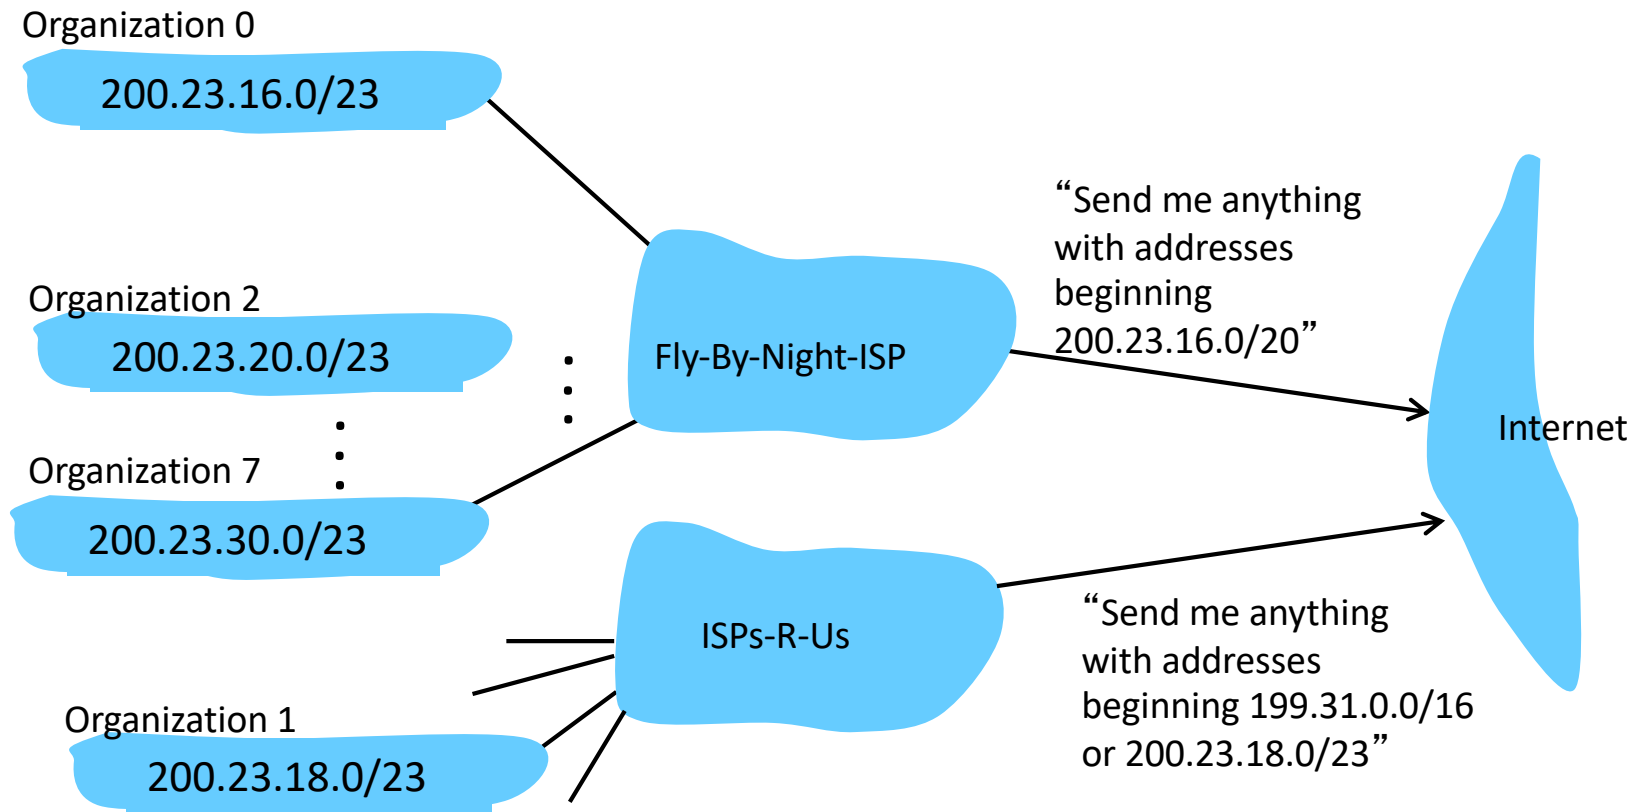 Organization 0
200.23.16.0/23
Organization 2
200.23.20.0/23
Organization 7
200.23.30.0/23
Fly-By-Night-ISP
“Send me anything
with addresses
beginning
200.23.16.0/20”
Internet
ISPs-R-Us
“Send me anything
with addresses
beginning 199.31.0.0/16
or 200.23.18.0/23”
Organization 1
200.23.18.0/23